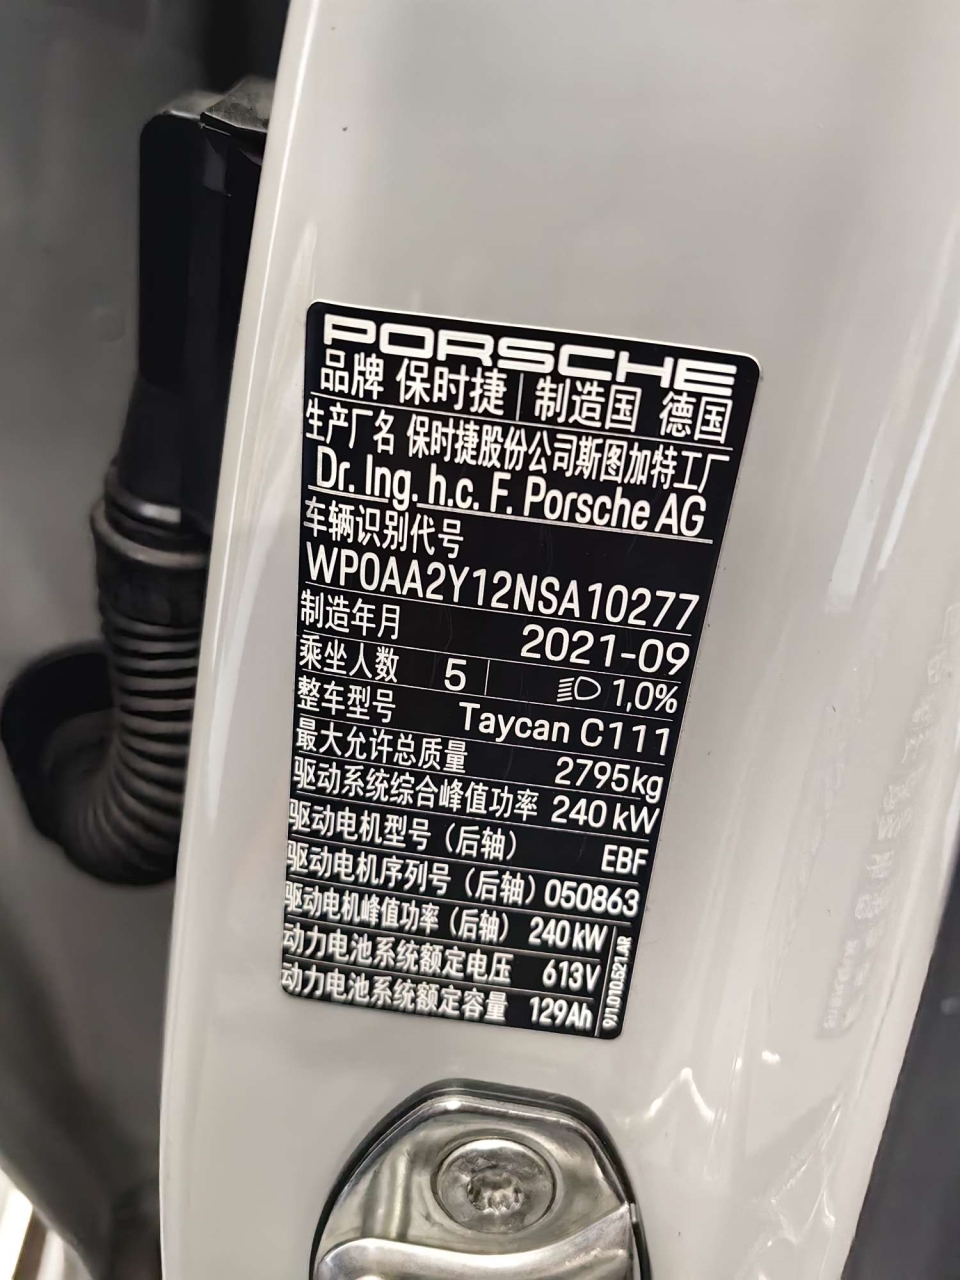 PORSCHE
品牌 保时捷 制造国 德国
生产厂名 保时捷股份公司斯图加特工厂
Dr. Ing. h.c. F. Porsche AG
车辆识别代号
WP0AA2Y12NSA10277
制造年月 2021-09
乘坐人数 5 1,0%
整车型号 Taycan C111
最大允许总质量 2795kg
驱动系统综合峰值功率 240 kW
驱动电机型号（后轴） EBF
驱动电机序列号（后轴） 050863
驱动电机峰值功率（后轴） 240 kW
动力电池系统额定电压 613V
动力电池系统额定容量 129Ah
9J1.010.521.AR